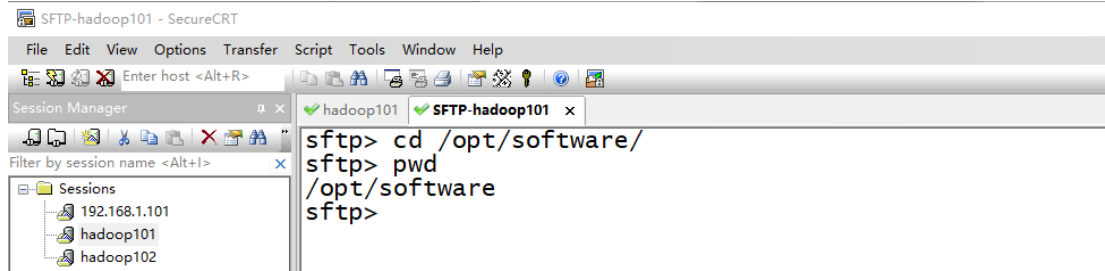 SFTP-hadoop101 - SecureCRT
File Edit View Options Transfer Script Tools Window Help
Enter host <Alt+R>
Session Manager
hadoop101 SFTP-hadoop101 x
Filter by session name <Alt+I> x
Sessions
192.168.1.101
hadoop101
hadoop102
sftp> cd /opt/software/
sftp> pwd
/opt/software
sftp>